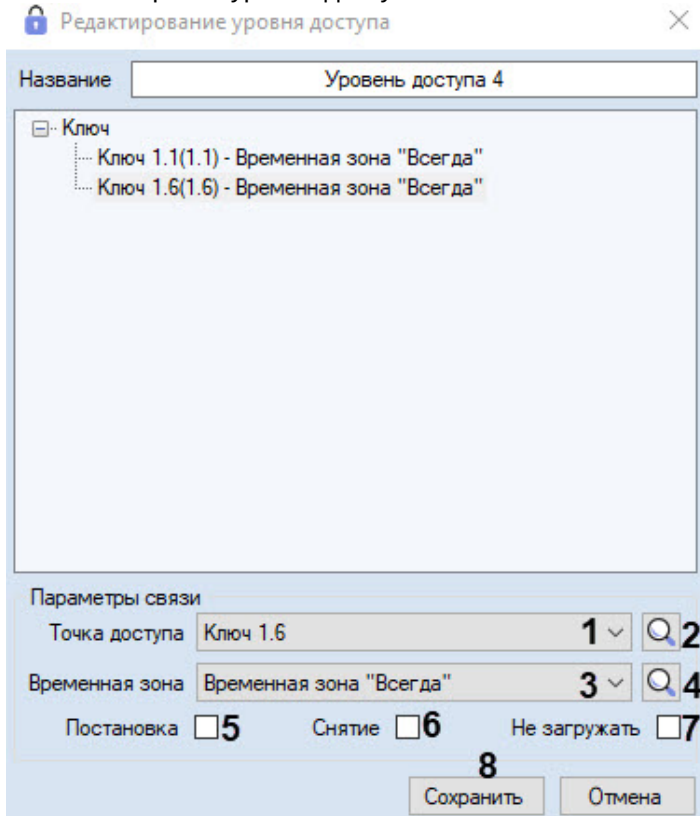 Редактирование уровня доступа
Название Уровень доступа 4
Ключ
Ключ 1.1(1.1) - Временная зона "Всегда"
Ключ 1.6(1.6) - Временная зона "Всегда"
Параметры связи
Точка доступа Ключ 1.6 1 2
Временная зона Временная зона "Всегда" 3 4
Постановка 5 Снятие 6 Не загружать 7
8
Сохранить Отмена